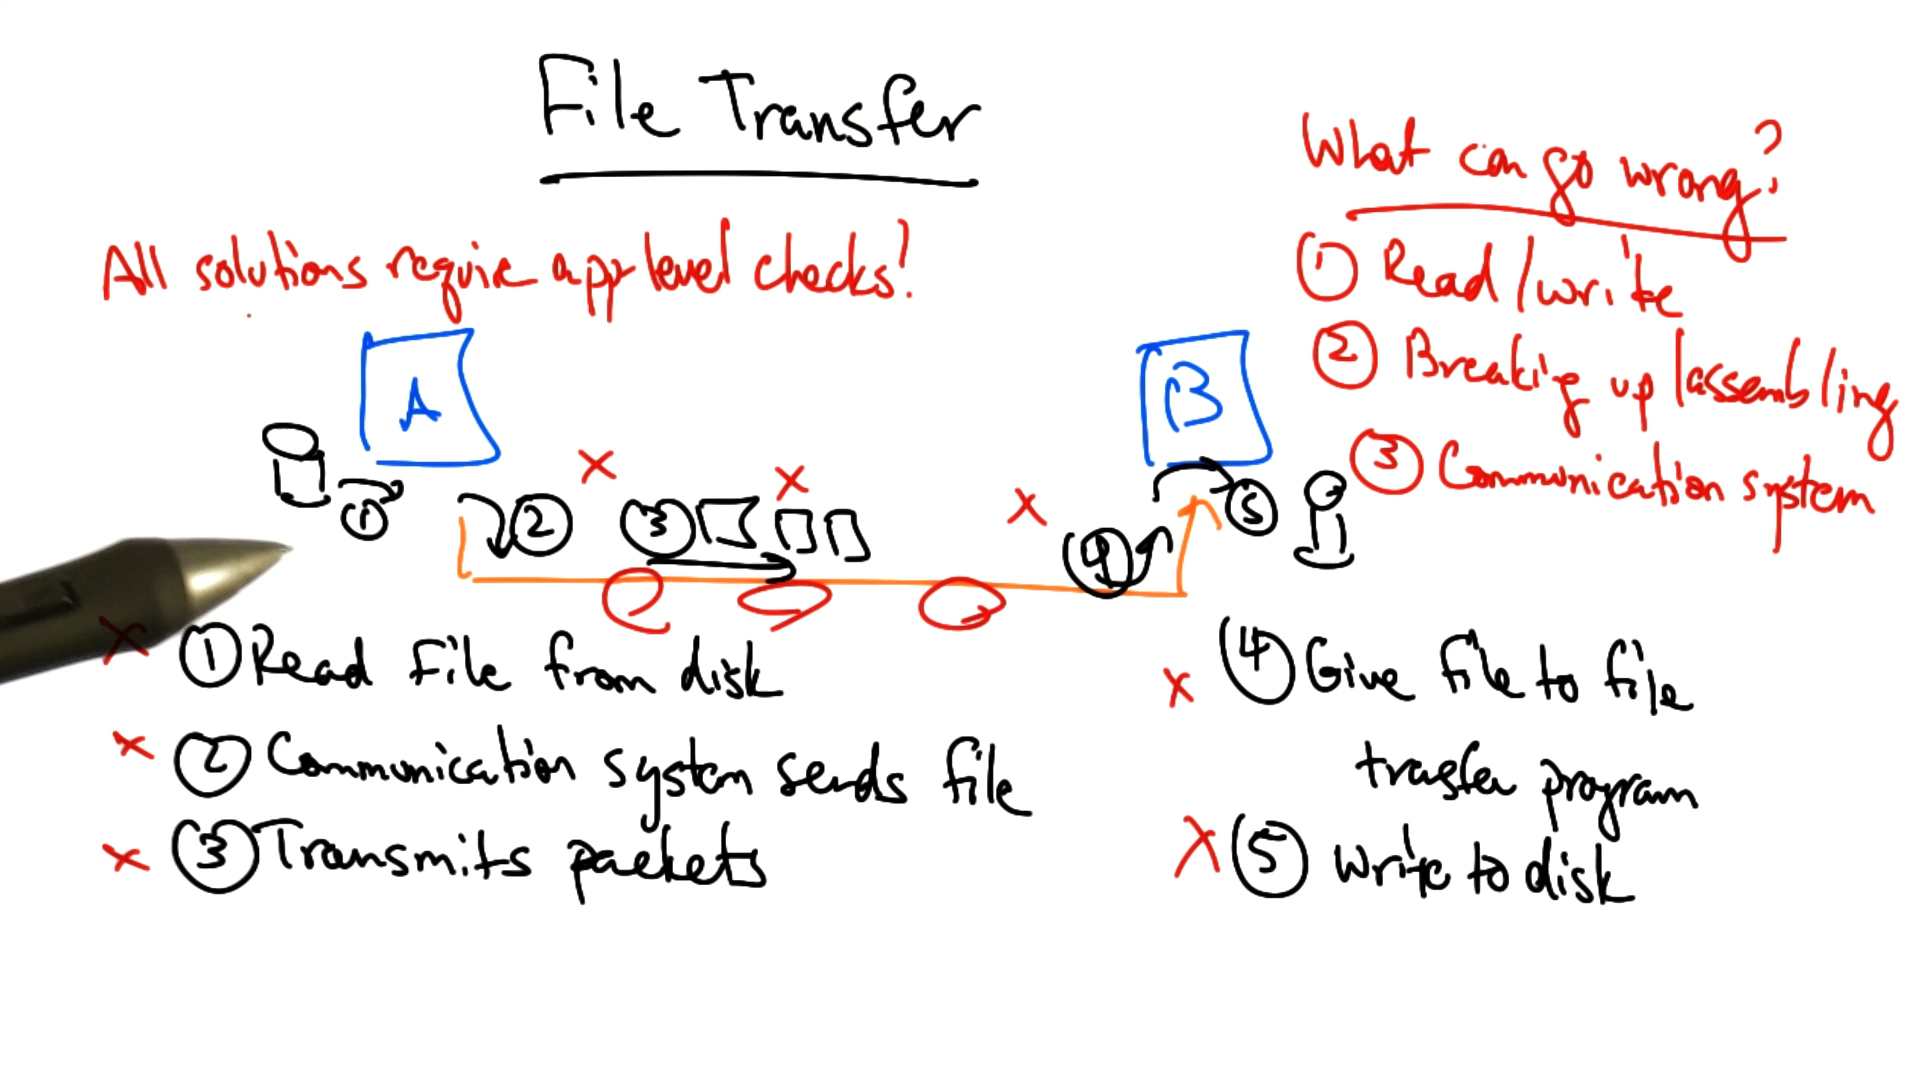 File Transfer
All solutions require app level checks!
What can go wrong?
① Read/write
② Breaking up/assembling
③ Communication system
A
B
①
②
③
④
⑤
① Read File from disk
② Communication system sends file
③ Transmits packets
④ Give file to file
transfer program
⑤ write to disk